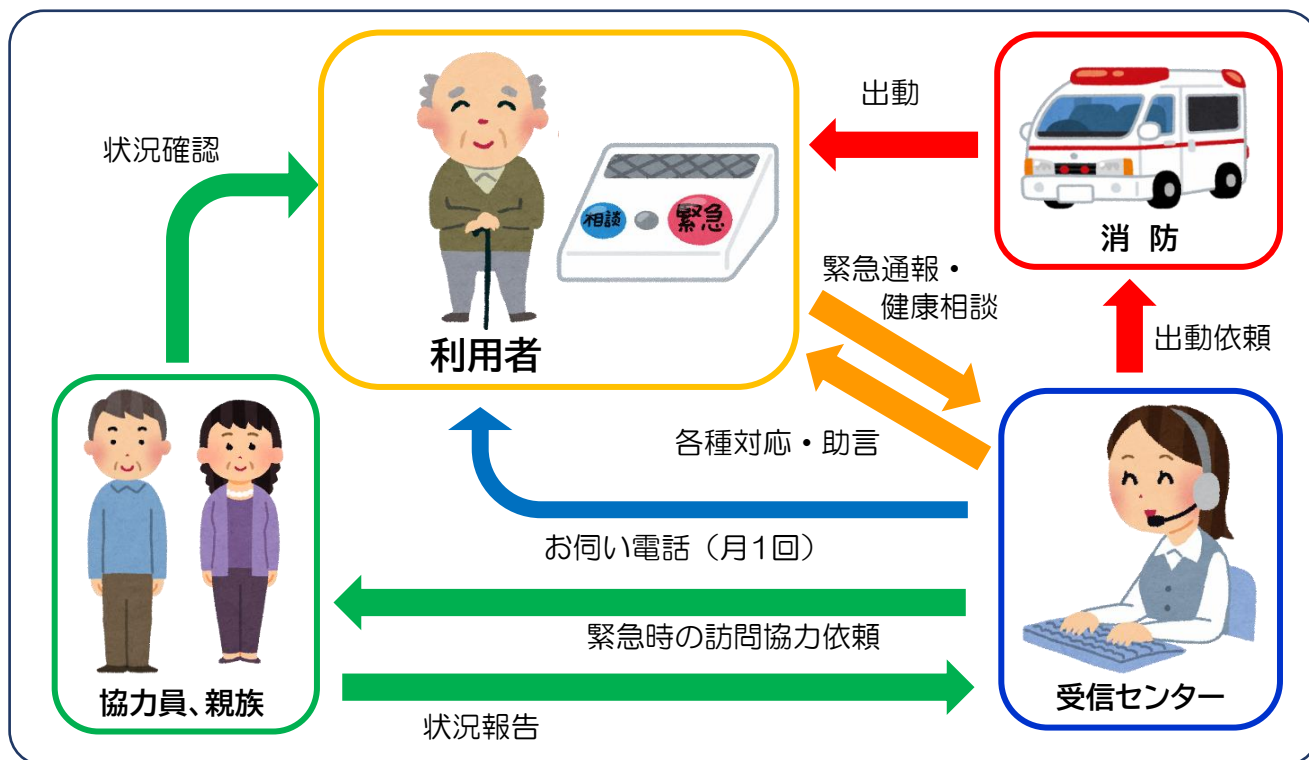 出動
状況確認
相談
緊急
消 防
緊急通報・
健康相談
利用者
出動依頼
各種対応・助言
お伺い電話（月1回）
緊急時の訪問協力依頼
協力員、親族
受信センター
状況報告